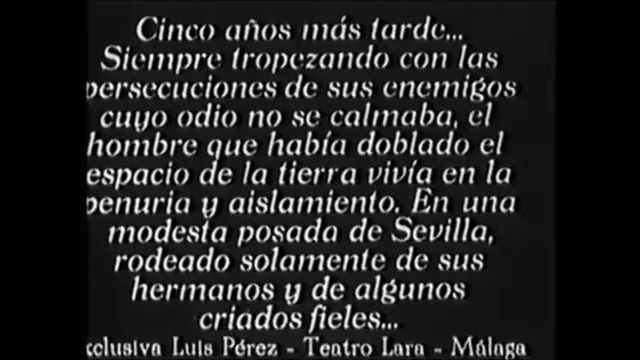 Cinco años más tarde...
Siempre tropezando con las
persecuciones de sus enemigos
cuyo odio no se calmaba, el
hombre que había doblado el
espacio de la tierra vivía en la
penuria y aislamiento. En una
modesta posada de Sevilla,
rodeado solamente de sus
hermanos y de algunos
criados fieles...
xclusiva Luis Pérez - Teatro Lara - Málaga